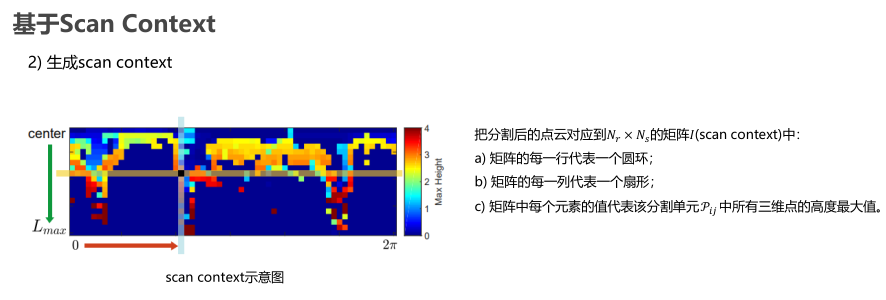 基于Scan Context
2) 生成scan context
center
L_{max}
0
2π
4
3
2
1
0
Max Height
scan context示意图
把分割后的点云对应到N_r × N_s的矩阵I(scan context)中：
a) 矩阵的每一行代表一个圆环；
b) 矩阵的每一列代表一个扇形；
c) 矩阵中每个元素的值代表该分割单元𝒫_{ij} 中所有三维点的高度最大值。